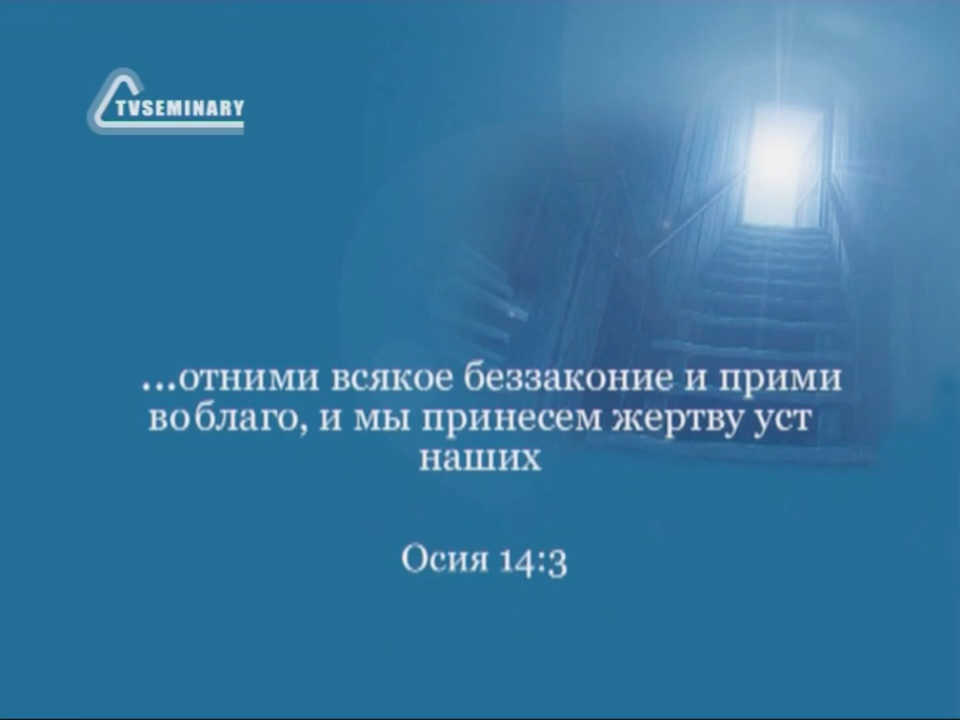 TVSEMINARY
...отними всякое беззаконие и прими
во благо, и мы принесем жертву уст
наших
Осия 14:3